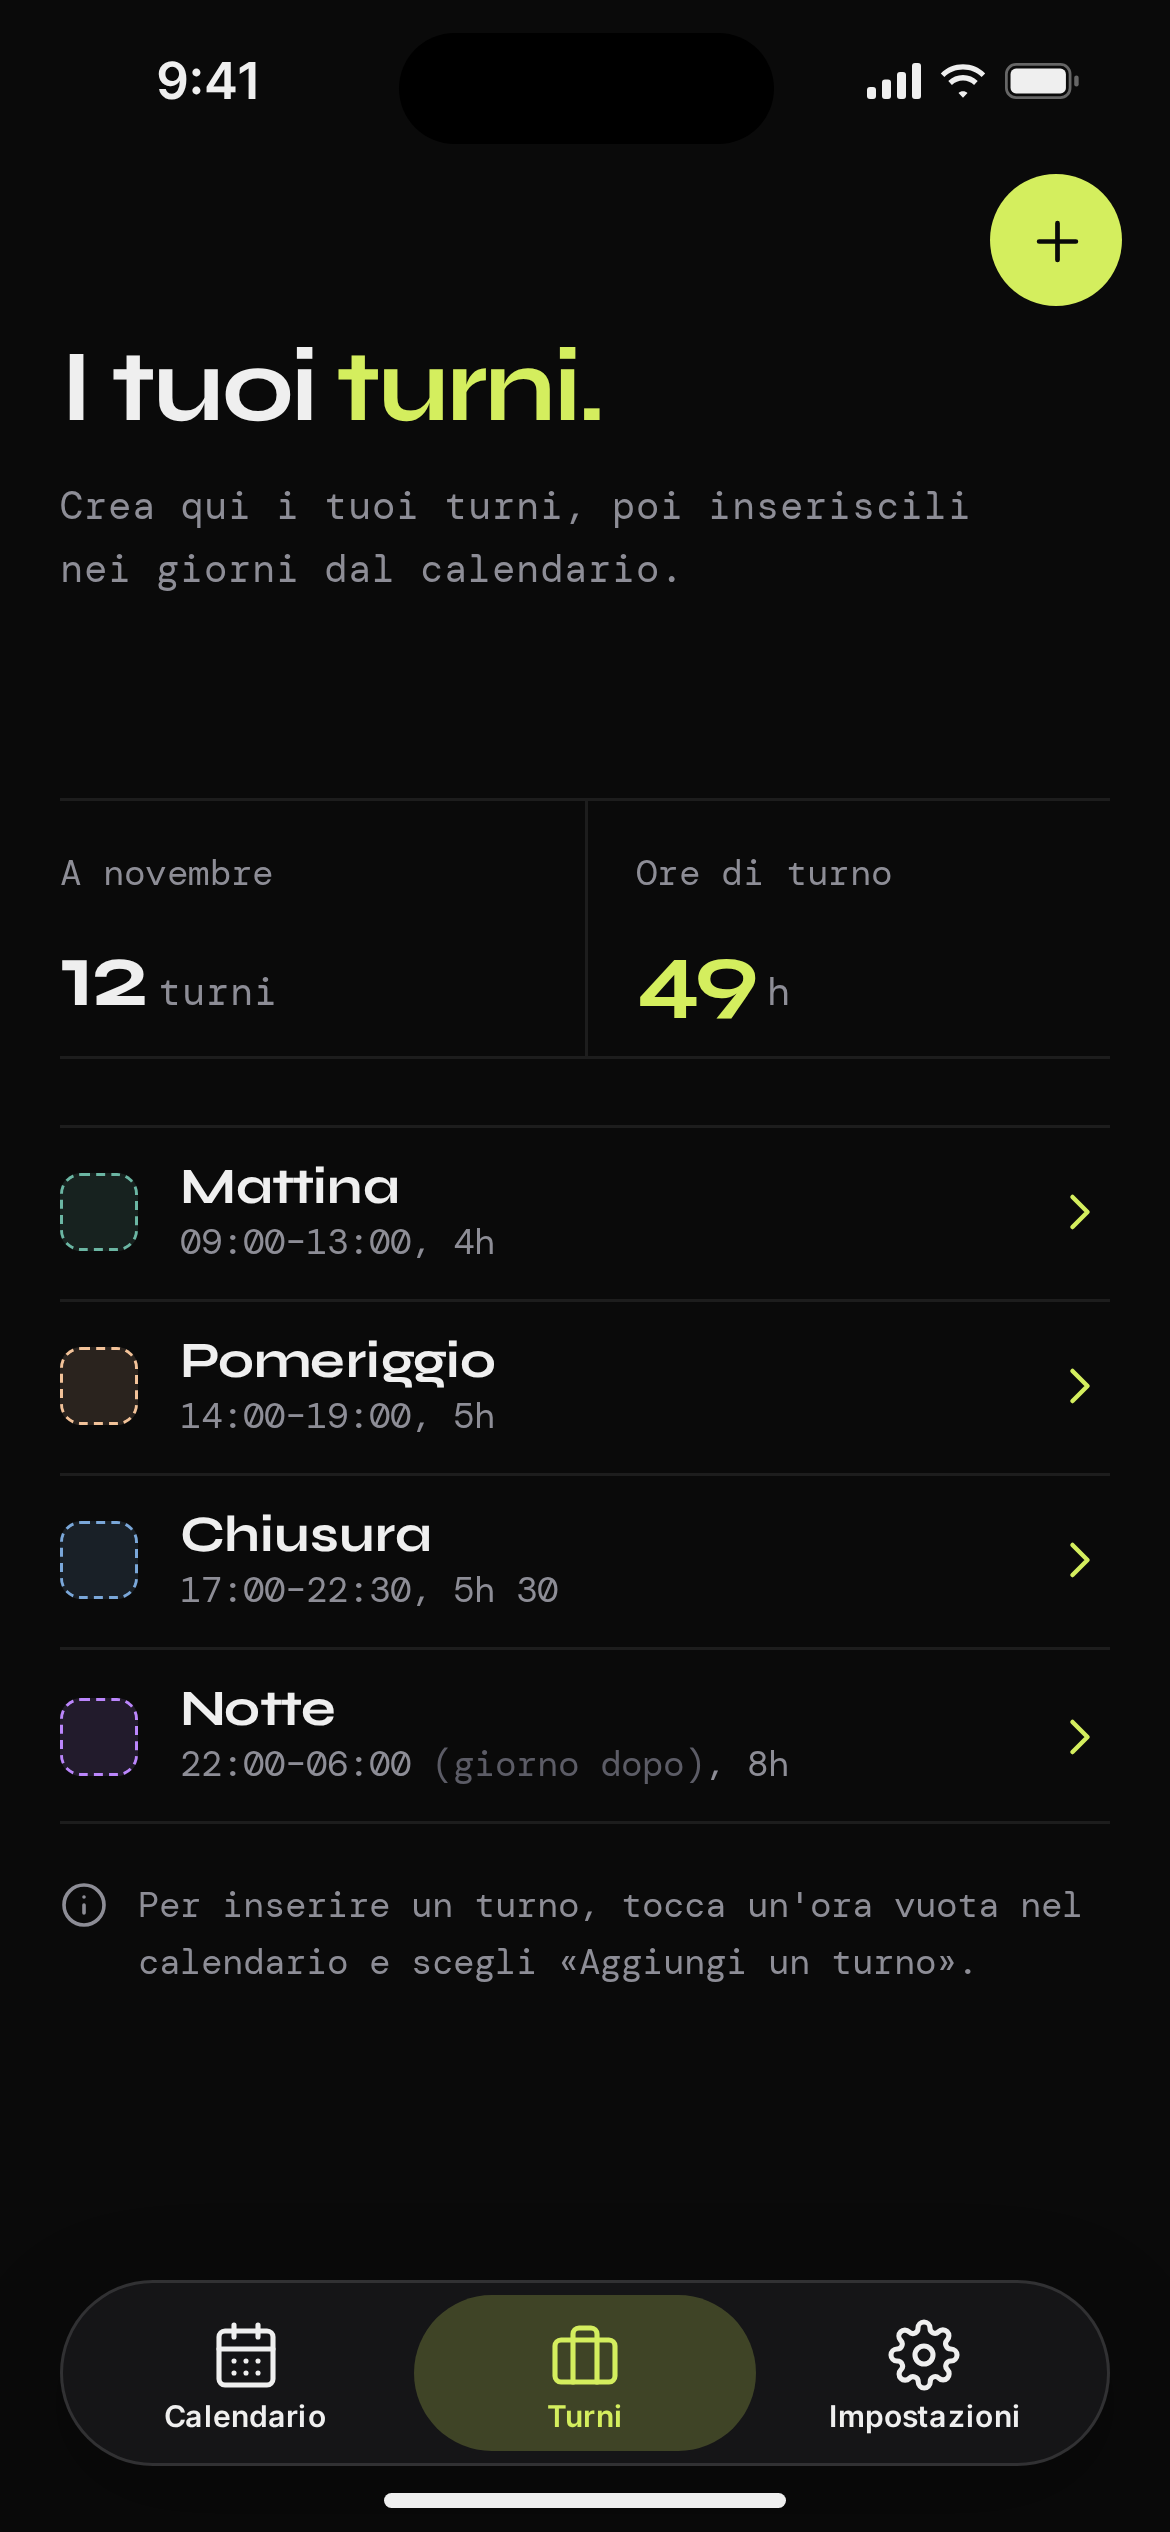 9:41
I tuoi turni.
Crea qui i tuoi turni, poi inseriscili
nei giorni dal calendario.
A novembre
12 turni
Ore di turno
49 h
Mattina
09:00–13:00, 4h
Pomeriggio
14:00–19:00, 5h
Chiusura
17:00–22:30, 5h 30
Notte
22:00–06:00 (giorno dopo), 8h
Per inserire un turno, tocca un'ora vuota nel
calendario e scegli «Aggiungi un turno».
Calendario
Turni
Impostazioni